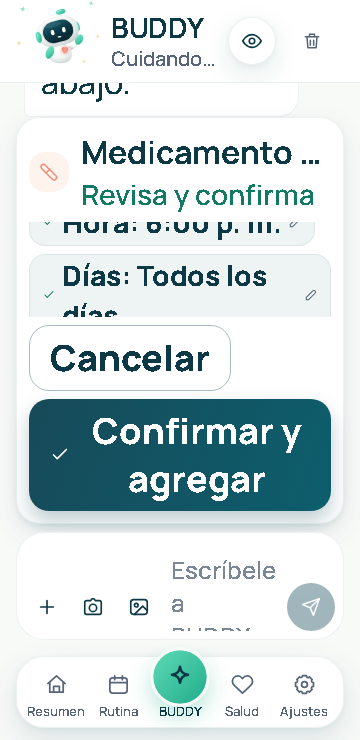 BUDDY
Cuidando...
abajo.
Medicamento ...
Revisa y confirma
Hora: 6:00 p. m.
Días: Todos los
días
Cancelar
Confirmar y
agregar
Escríbele
a
BUDDY
Resumen
Rutina
BUDDY
Salud
Ajustes